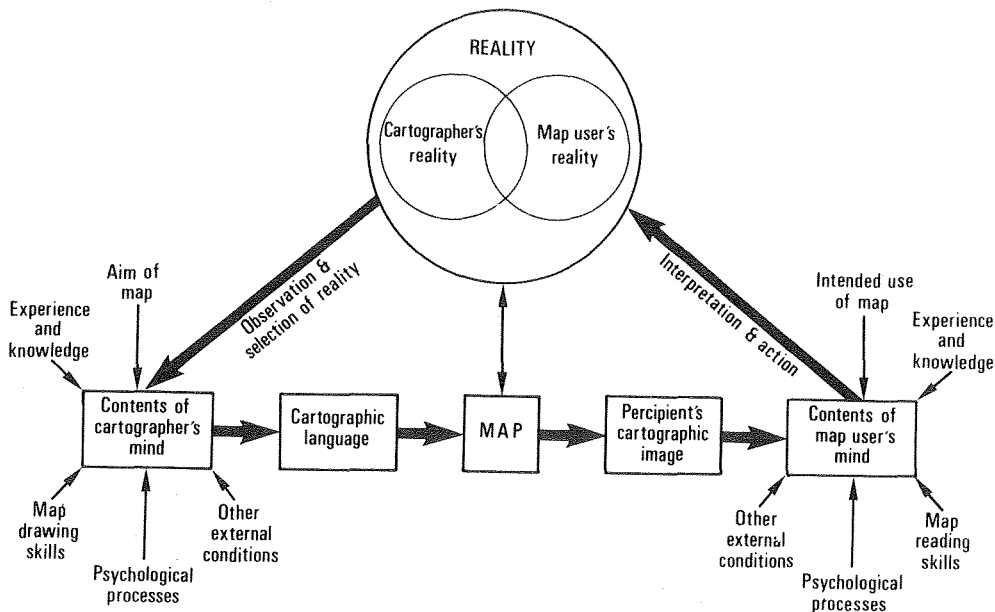 REALITY
Cartographer's
reality
Map user's
reality
Observation &
selection of reality
Interpretation & action
Aim of
map
Experience
and
knowledge
Intended use
of map
Experience
and
knowledge
Contents of
cartographer's
mind
Cartographic
language
MAP
Percipient's
cartographic
image
Contents of
map user's
mind
Map
drawing
skills
Psychological
processes
Other
external
conditions
Other
external
conditions
Psychological
processes
Map
reading
skills